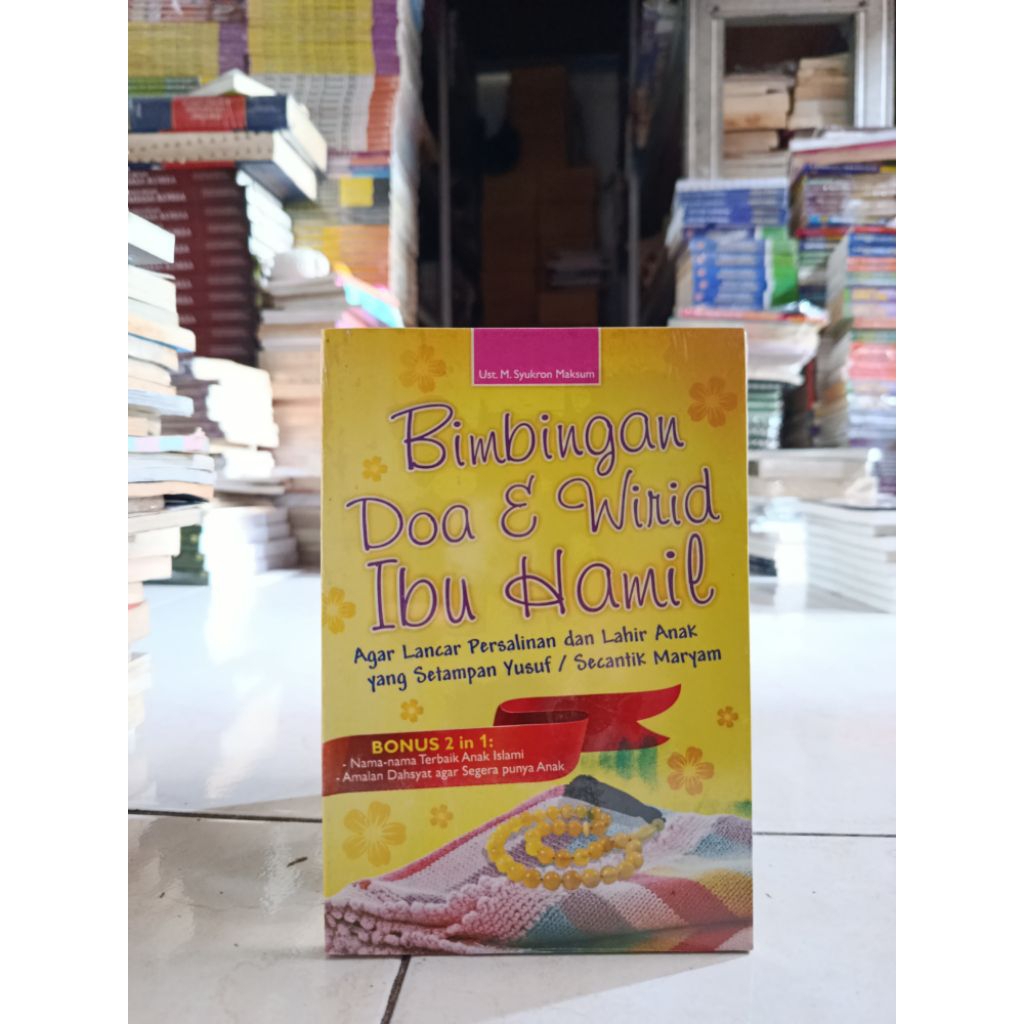 Ust. M. Syukron Maksum
Bimbingan
Doa & Wirid
Ibu Hamil
Agar Lancar Persalinan dan Lahir Anak
yang Setampan Yusuf / Secantik Maryam
BONUS 2 in 1:
- Nama-nama Terbaik Anak Islami
- Amalan Dahsyat agar Segera punya Anak